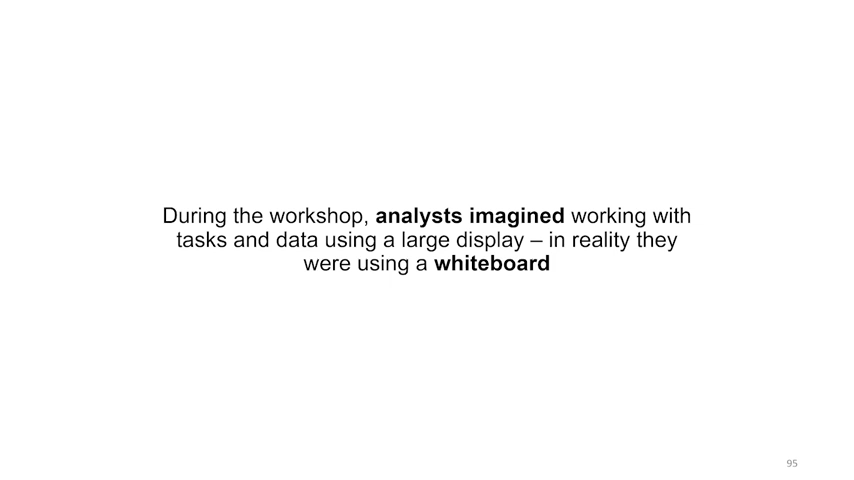 During the workshop, analysts imagined working with
tasks and data using a large display – in reality they
were using a whiteboard
95